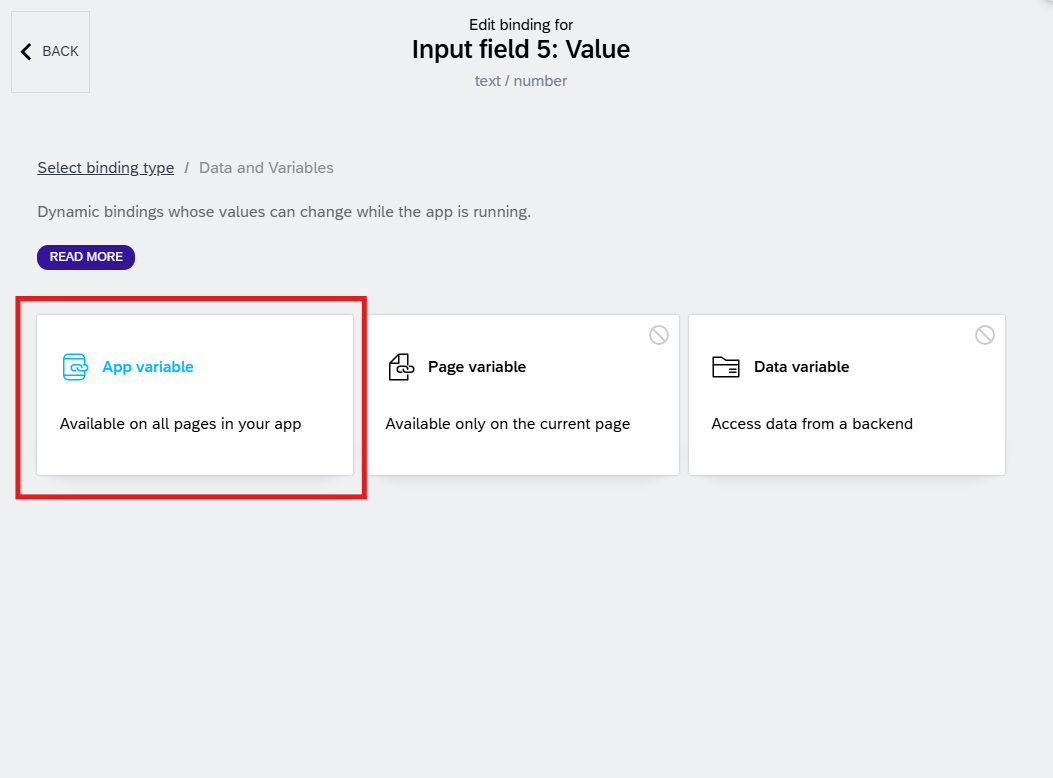 Edit binding for
BACK
Input field 5: Value
text / number
Select binding type / Data and Variables
Dynamic bindings whose values can change while the app is running.
READ MORE
App variable
Available on all pages in your app
Page variable
Available only on the current page
Data variable
Access data from a backend